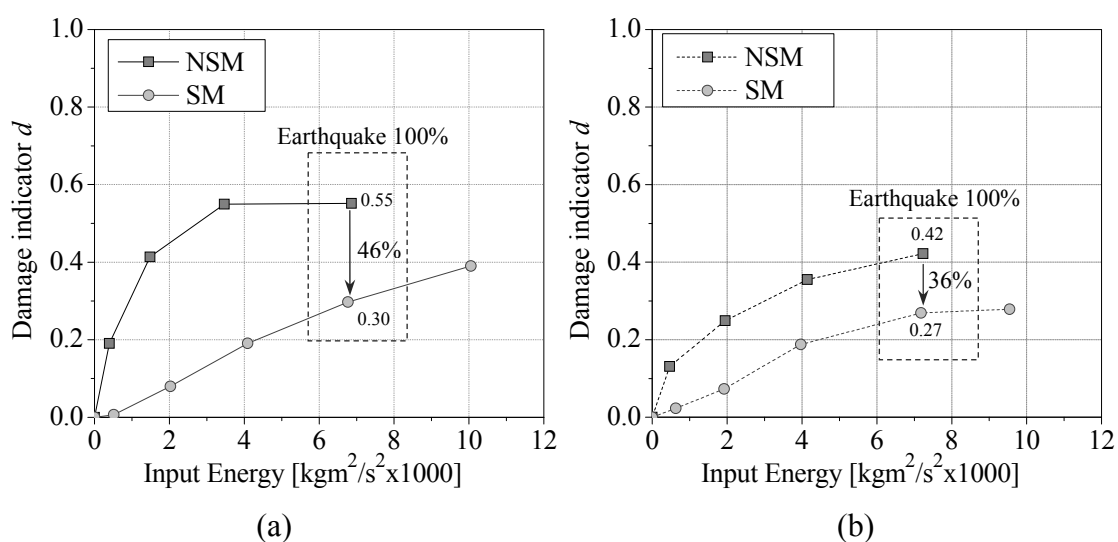 1.0
0.8
0.6
0.4
0.2
0.0
Damage indicator d
NSM
SM
Earthquake 100%
0.55
46%
0.30
0 2 4 6 8 10 12
Input Energy [kgm²/s²x1000]
(a)
1.0
0.8
0.6
0.4
0.2
0.0
Damage indicator d
NSM
SM
Earthquake 100%
0.42
36%
0.27
0 2 4 6 8 10 12
Input Energy [kgm²/s²x1000]
(b)